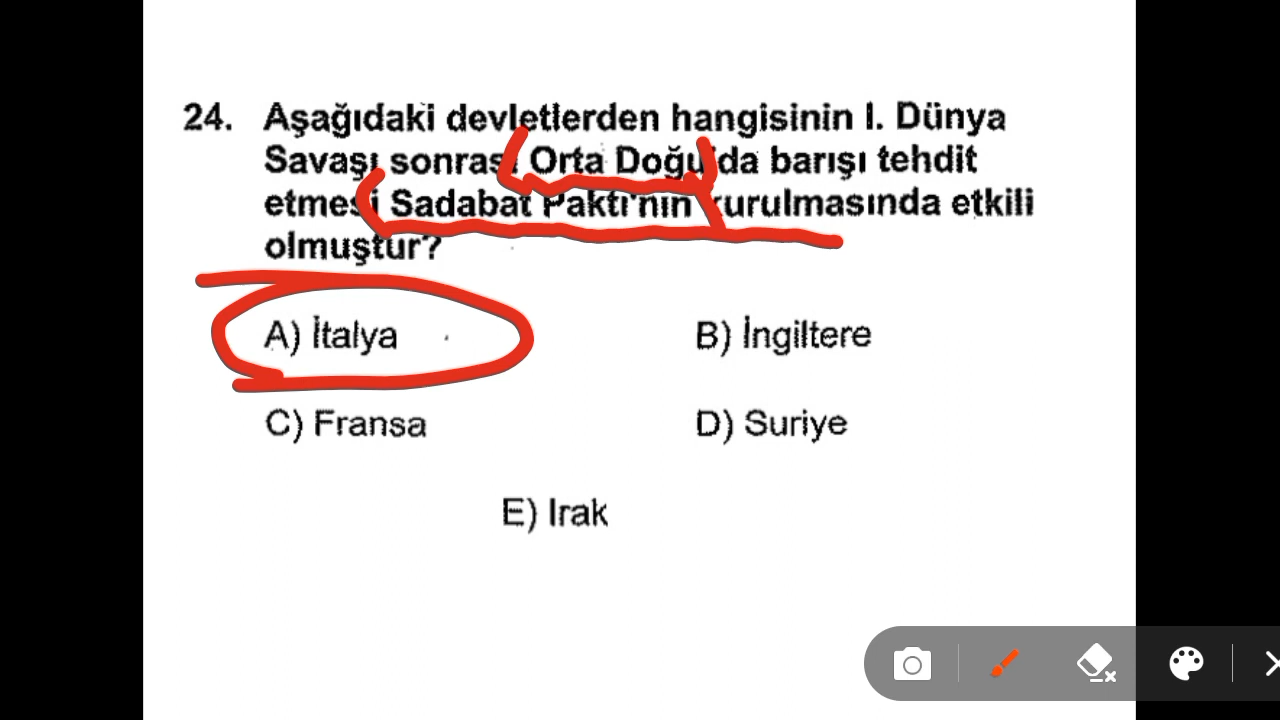 24. Aşağıdaki devletlerden hangisinin I. Dünya
Savaşı sonrası Orta Doğu'da barışı tehdit
etmesi Sadabat Paktı'nın kurulmasında etkili
olmuştur?
A) İtalya
B) İngiltere
C) Fransa
D) Suriye
E) Irak